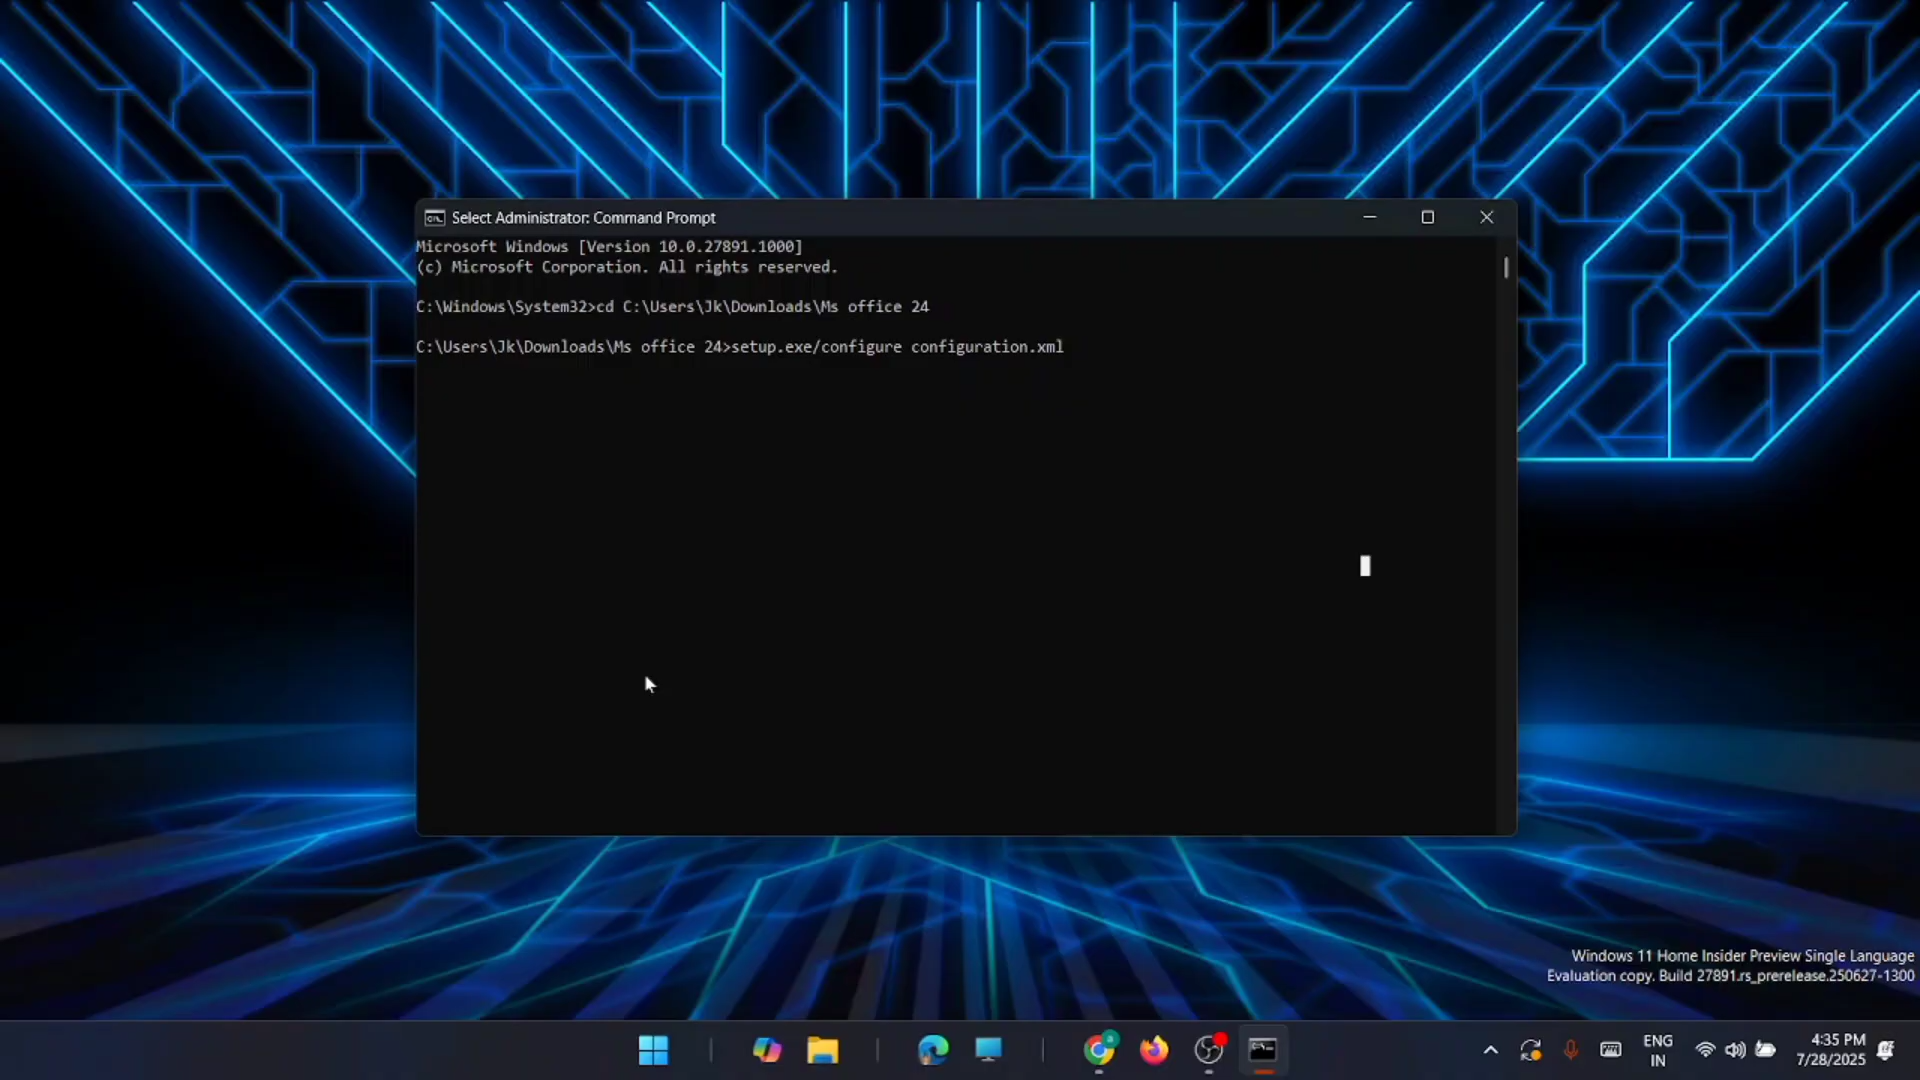 Select Administrator: Command Prompt
Microsoft Windows [Version 10.0.27891.1000]
(c) Microsoft Corporation. All rights reserved.
C:\Windows\System32>cd C:\Users\Jk\Downloads\Ms office 24
C:\Users\Jk\Downloads\Ms office 24>setup.exe/configure configuration.xml
Windows 11 Home Insider Preview Single Language
Evaluation copy. Build 27891.rs_prerelease.250627-1300
ENG
IN
4:35 PM
7/28/2025